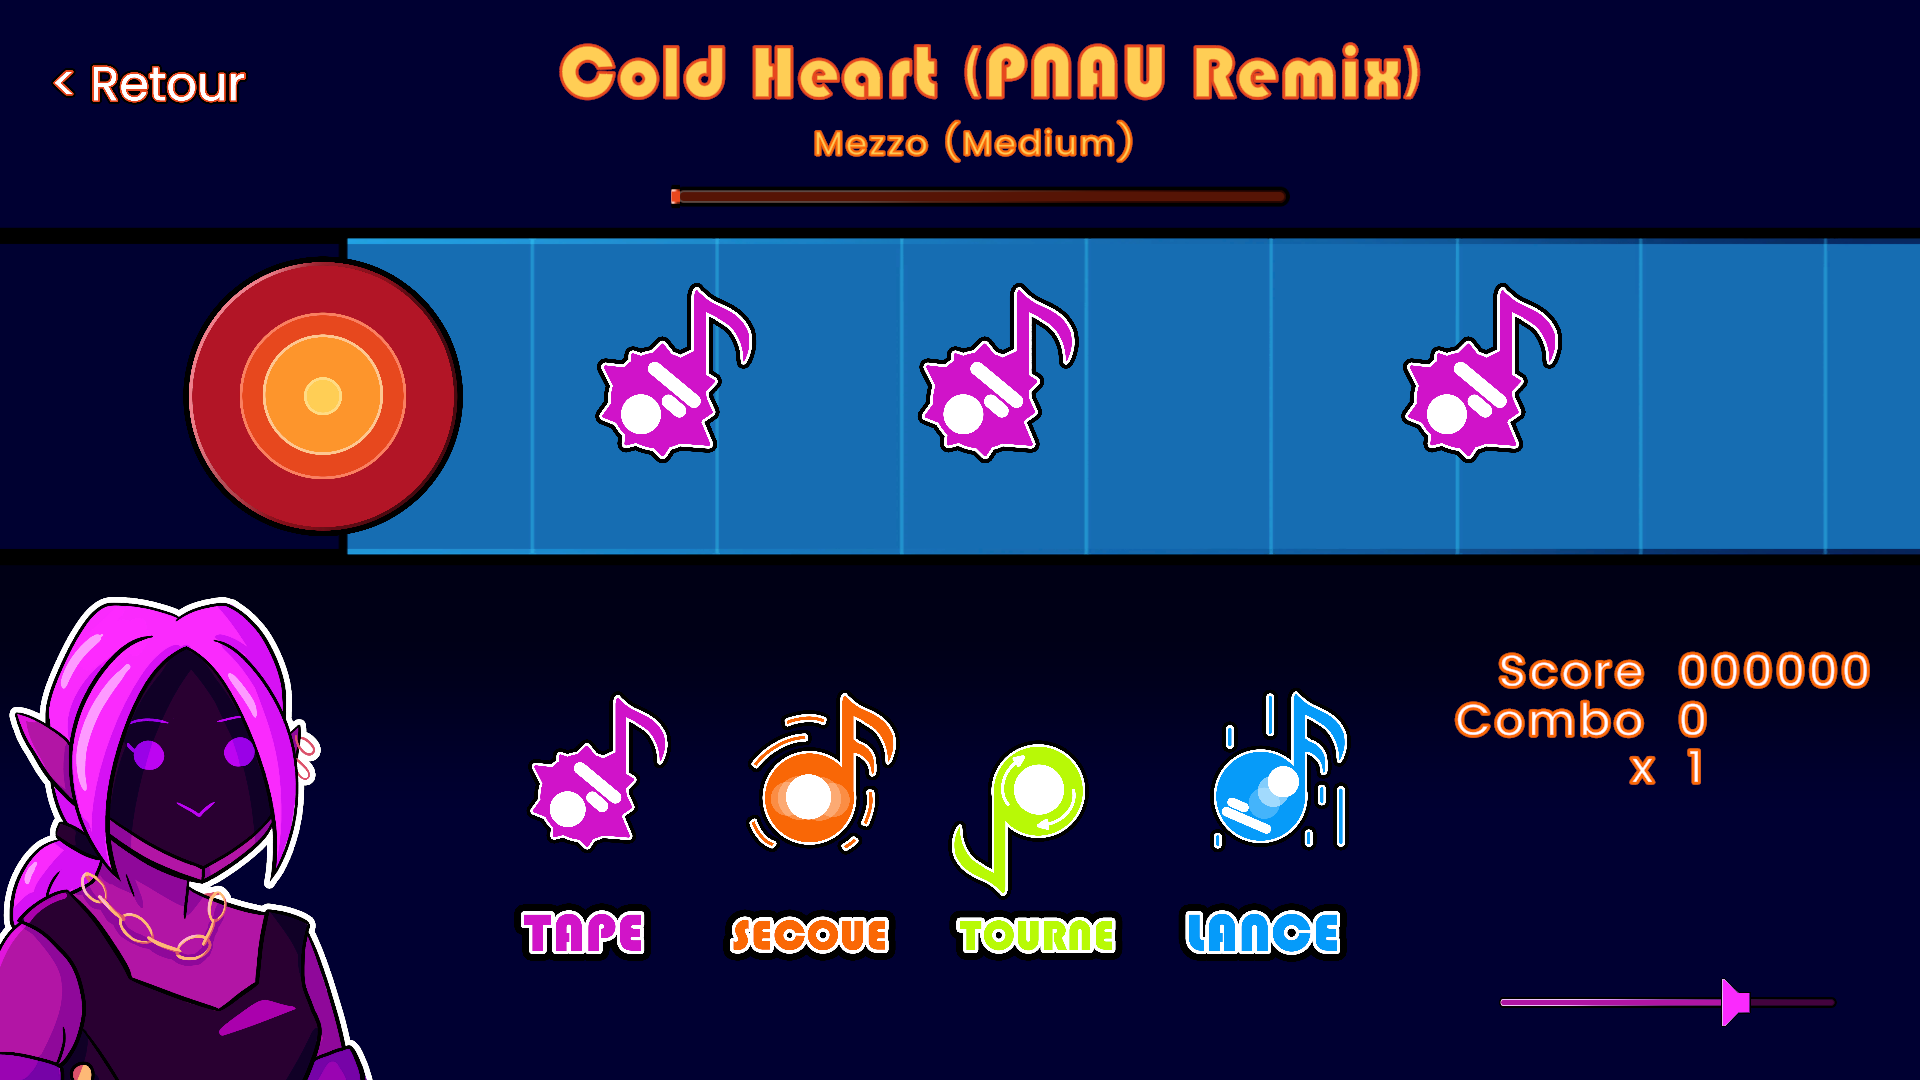 < Retour
Cold Heart (PNAU Remix)
Mezzo (Medium)
Score 000000
Combo 0
x 1
TAPE SECOUE TOURNE LANCE